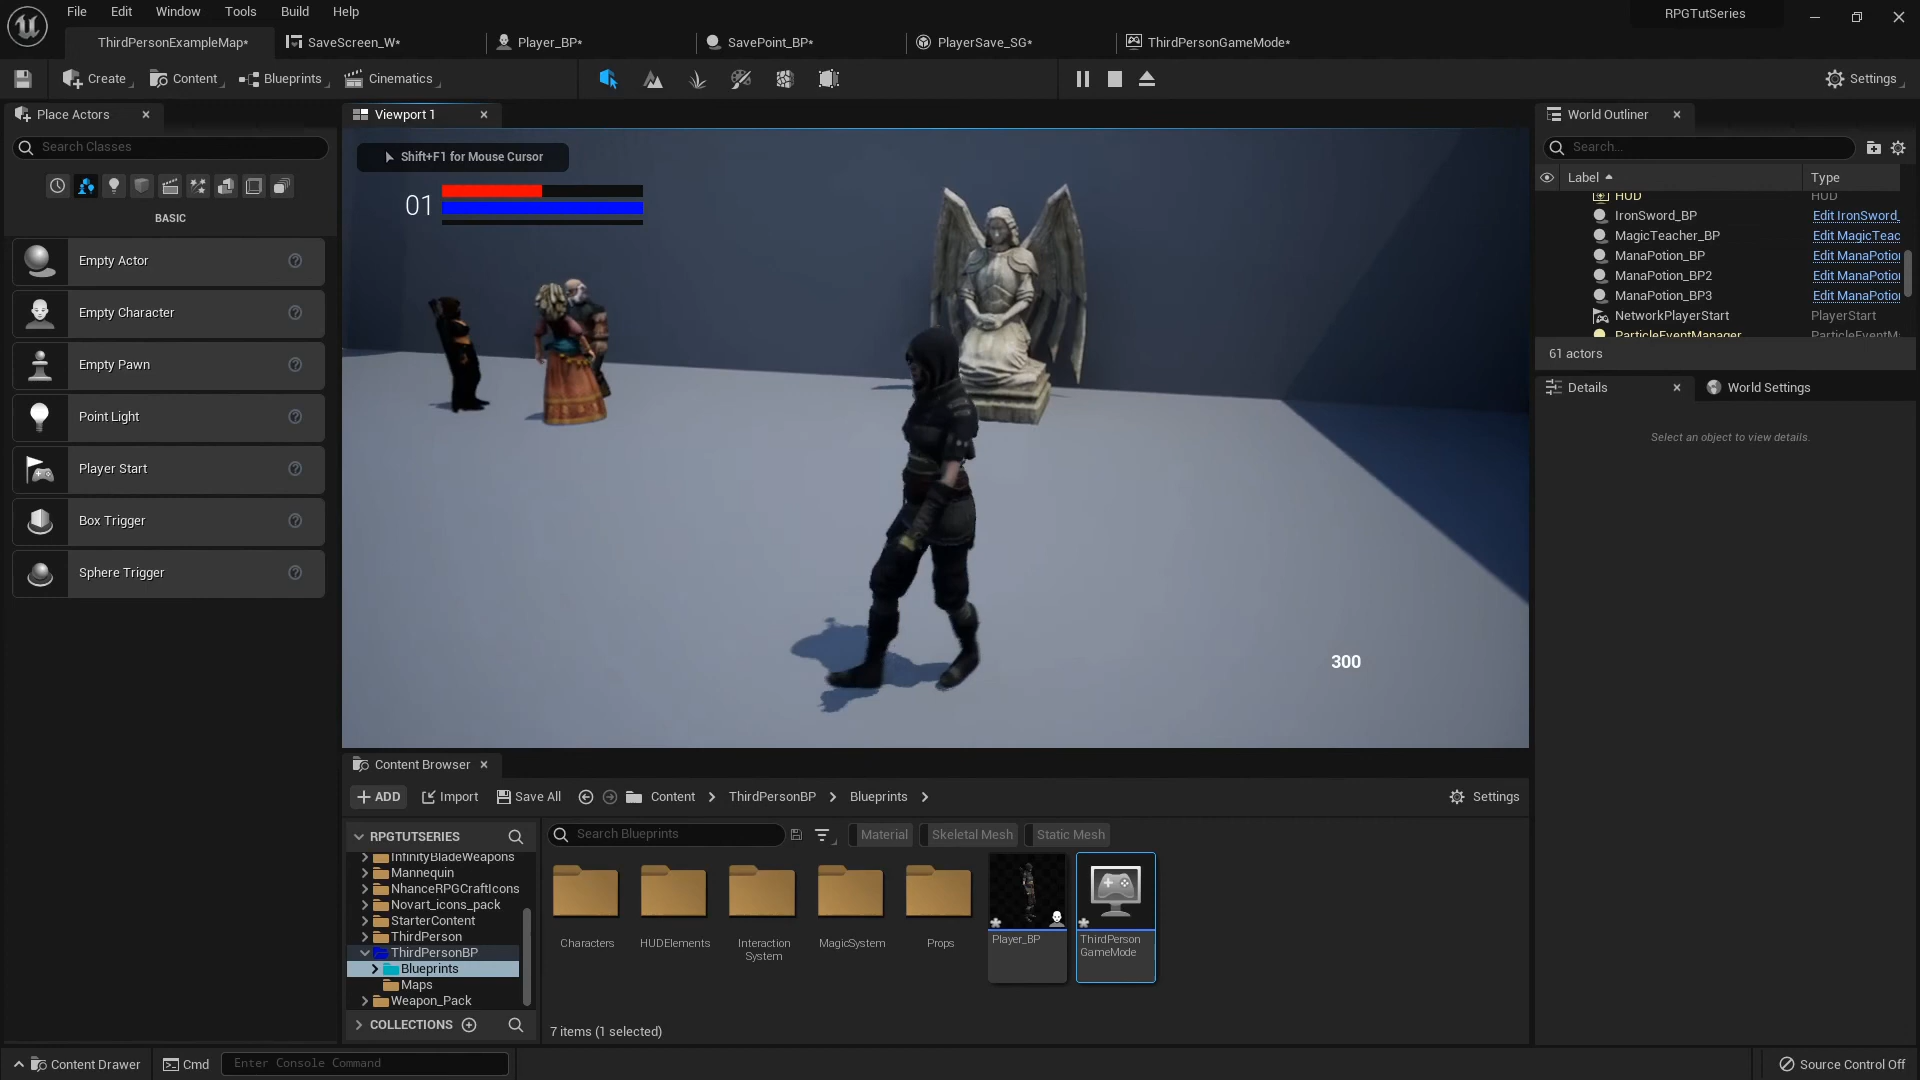 File Edit Window Tools Build Help
RPGTutSeries
ThirdPersonExampleMap*
SaveScreen_W*
Player_BP*
SavePoint_BP*
PlayerSave_SG*
ThirdPersonGameMode*
Create
Content
Blueprints
Cinematics
Settings
Place Actors
Search Classes
BASIC
Empty Actor
Empty Character
Empty Pawn
Point Light
Player Start
Box Trigger
Sphere Trigger
Viewport 1
Shift+F1 for Mouse Cursor
01
300
World Outliner
Search...
Label Type
HUD HUD
IronSword_BP Edit IronSword_
MagicTeacher_BP Edit MagicTeac
ManaPotion_BP Edit ManaPotion
ManaPotion_BP2 Edit ManaPotion
ManaPotion_BP3 Edit ManaPotion
NetworkPlayerStart PlayerStart
ParticleEventManager ParticleEventM
61 actors
Details
World Settings
Select an object to view details.
Content Browser
ADD Import Save All Content ThirdPersonBP Blueprints
Settings
RPGTUTSERIES
InfinityBladeWeapons
Mannequin
NhanceRPGCraftIcons
Novart_icons_pack
StarterContent
ThirdPerson
ThirdPersonBP
Blueprints
Maps
Weapon_Pack
COLLECTIONS
Search Blueprints
Material
Skeletal Mesh
Static Mesh
Characters
HUDElements
Interaction
System
MagicSystem
Props
Player_BP
ThirdPerson
GameMode
7 items (1 selected)
Content Drawer
Cmd
Enter Console Command
Source Control Off